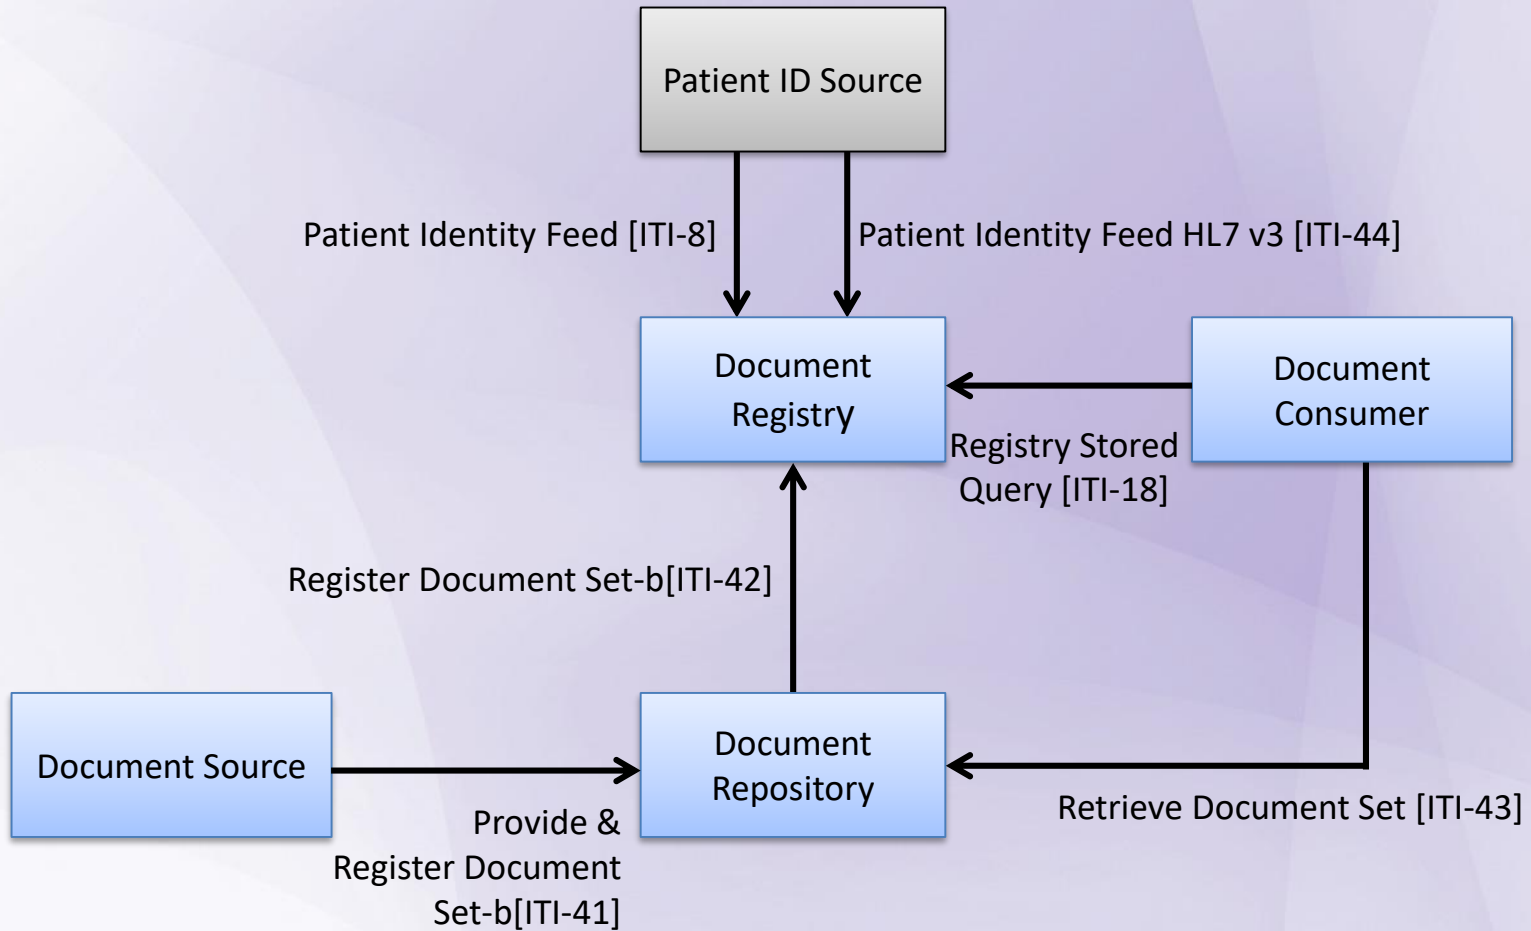 Patient ID Source
Patient Identity Feed [ITI-8]
Patient Identity Feed HL7 v3 [ITI-44]
Document
Registry
Document
Consumer
Registry Stored
Query [ITI-18]
Register Document Set-b[ITI-42]
Document Source
Document
Repository
Provide &
Register Document
Set-b[ITI-41]
Retrieve Document Set [ITI-43]